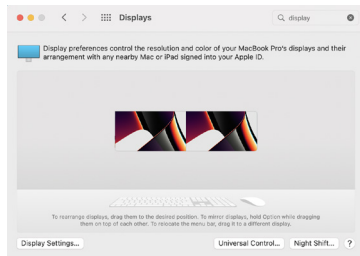 Displays
display
Display preferences control the resolution and color of your MacBook Pro's displays and their
arrangement with any nearby Mac or iPad signed into your Apple ID.
To rearrange displays, drag them to the desired position. To mirror displays, hold Option while dragging
them on top of each other. To relocate the menu bar, drag it to a different display.
Display Settings...
Universal Control...
Night Shift...
?